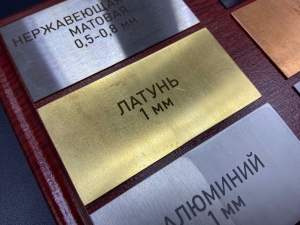 НЕРЖАВЕЮЩАЯ
МАТОВАЯ
0,5-0,8 мм
ЛАТУНЬ
1 мм
АЛЮМИНИЙ
1 мм